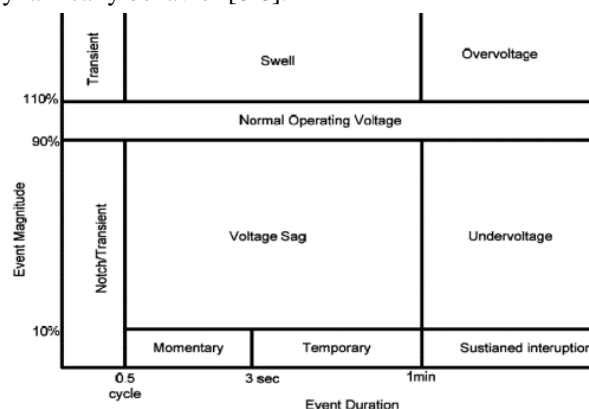 Transient
Swell
Overvoltage
110%
Normal Operating Voltage
90%
Event Magnitude
Notch/Transient
Voltage Sag
Undervoltage
10%
Momentary
Temporary
Sustianed interuption
0.5
cycle
3 sec
1min
Event Duration